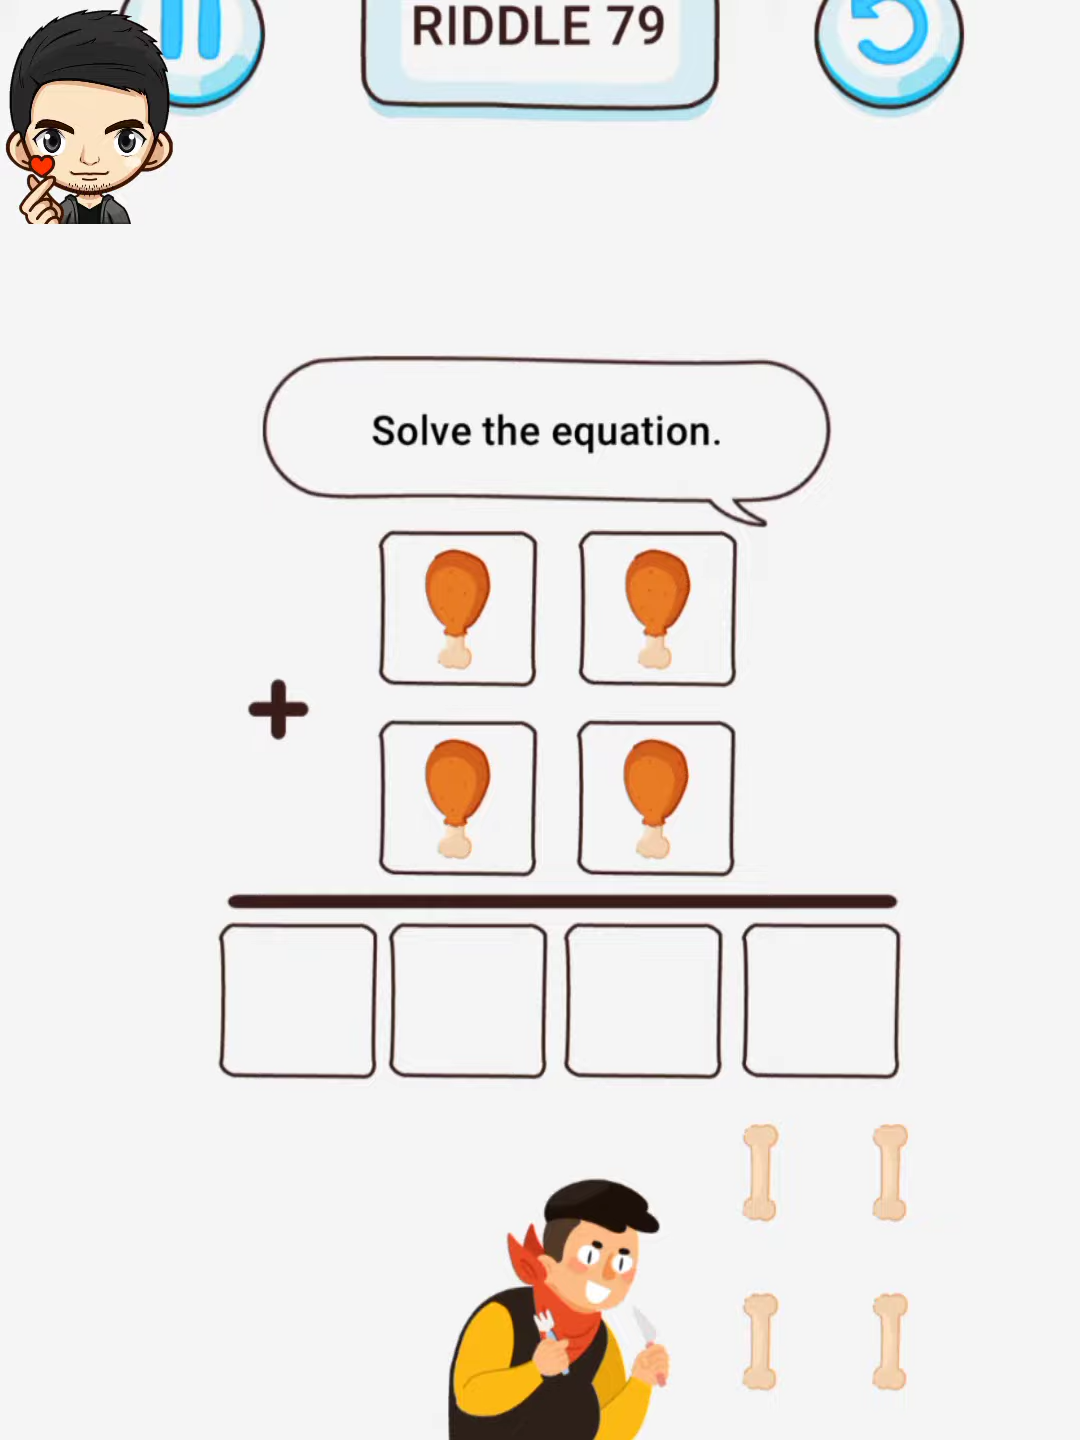 RIDDLE 79
Solve the equation.
+